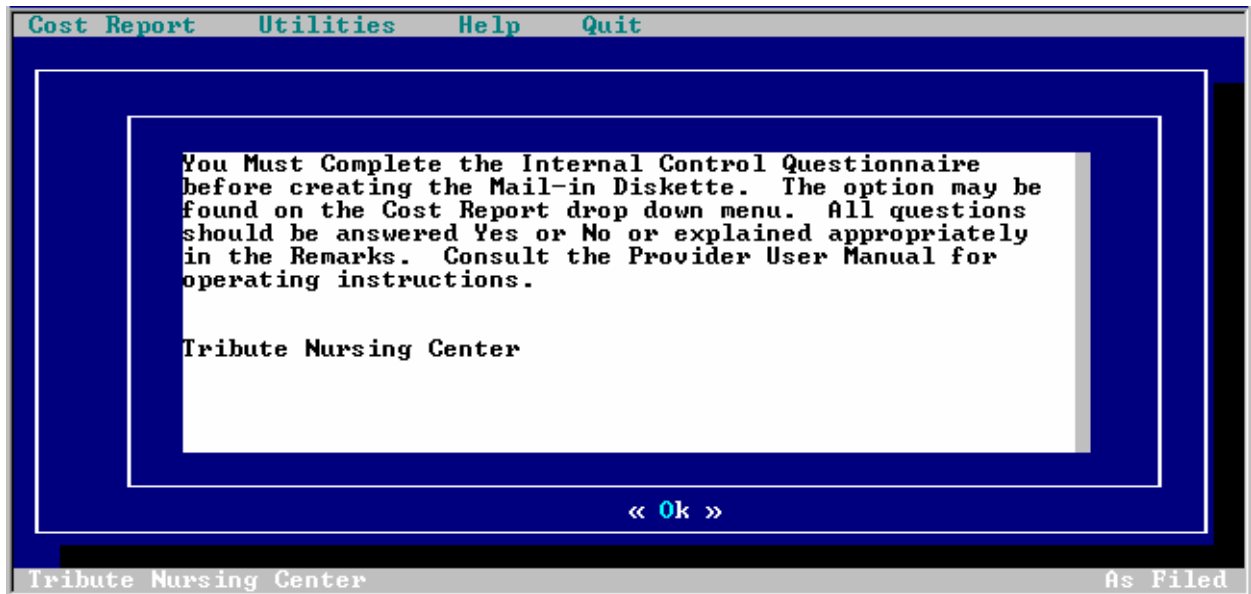 Cost Report Utilities Help Quit
You Must Complete the Internal Control Questionnaire
before creating the Mail-in Diskette. The option may be
found on the Cost Report drop down menu. All questions
should be answered Yes or No or explained appropriately
in the Remarks. Consult the Provider User Manual for
operating instructions.
Tribute Nursing Center
« Ok »
Tribute Nursing Center As Filed